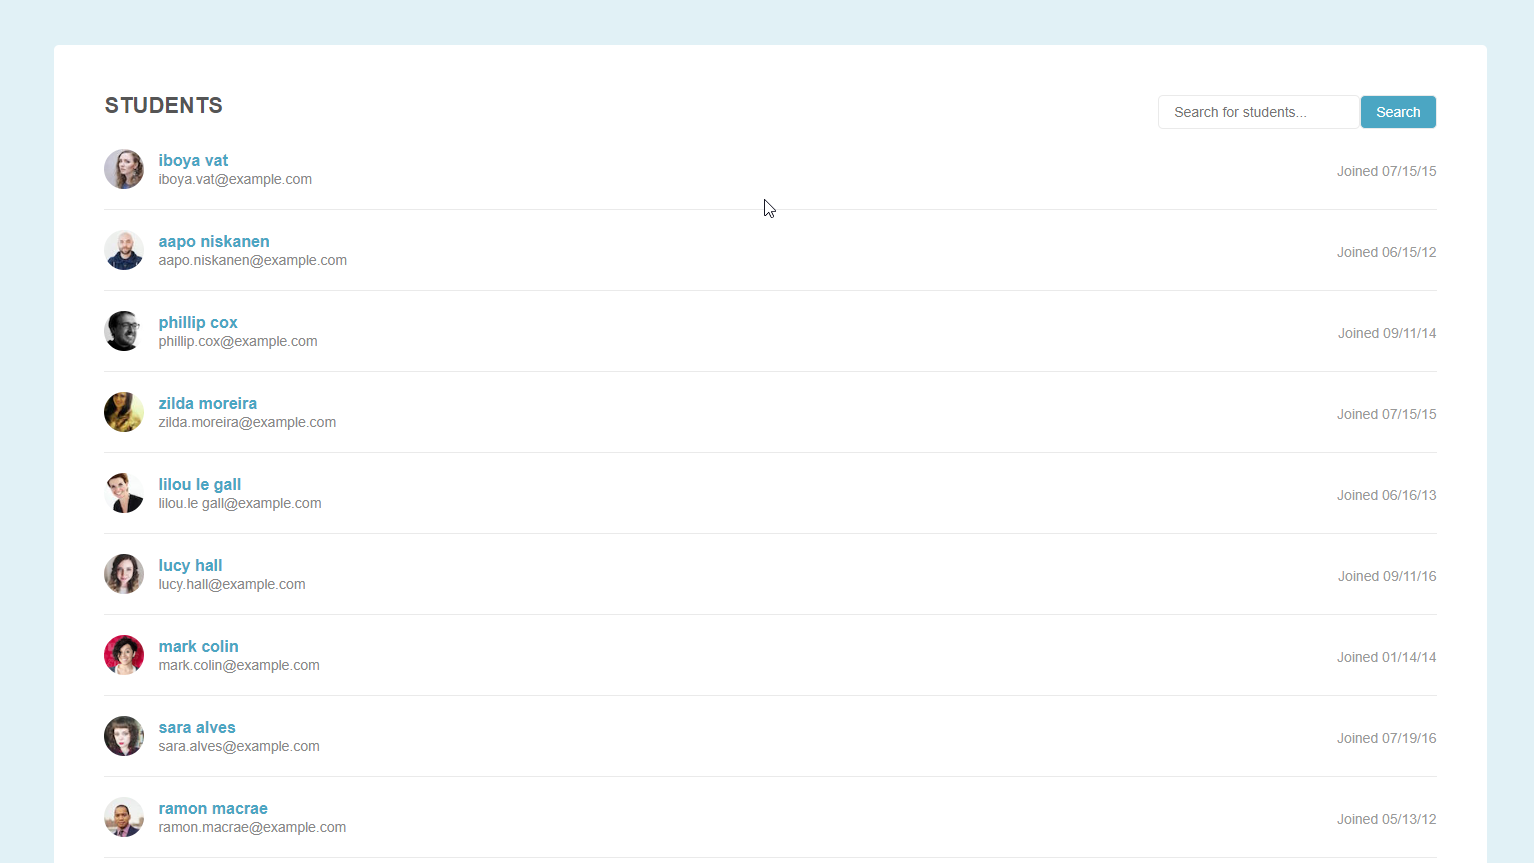 STUDENTS
Search for students...
Search
iboya vat
iboya.vat@example.com
Joined 07/15/15
aapo niskanen
aapo.niskanen@example.com
Joined 06/15/12
phillip cox
phillip.cox@example.com
Joined 09/11/14
zilda moreira
zilda.moreira@example.com
Joined 07/15/15
lilou le gall
lilou.le gall@example.com
Joined 06/16/13
lucy hall
lucy.hall@example.com
Joined 09/11/16
mark colin
mark.colin@example.com
Joined 01/14/14
sara alves
sara.alves@example.com
Joined 07/19/16
ramon macrae
ramon.macrae@example.com
Joined 05/13/12